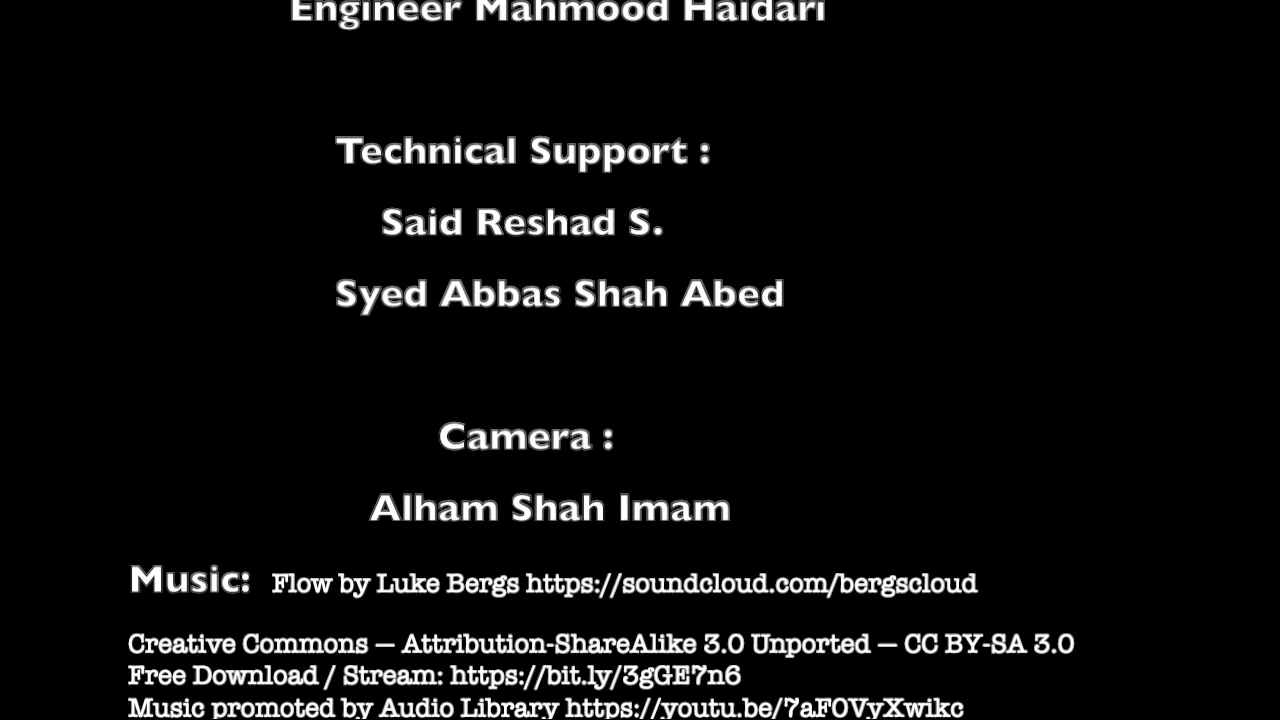 Engineer Mahmood Haidari
Technical Support :
Said Reshad S.
Syed Abbas Shah Abed
Camera :
Alham Shah Imam
Music: Flow by Luke Bergs https://soundcloud.com/bergscloud
Creative Commons — Attribution-ShareAlike 3.0 Unported — CC BY-SA 3.0
Free Download / Stream: https://bit.ly/3gGE7n6
Music promoted by Audio Library https://youtu.be/7aF0VyXwikc